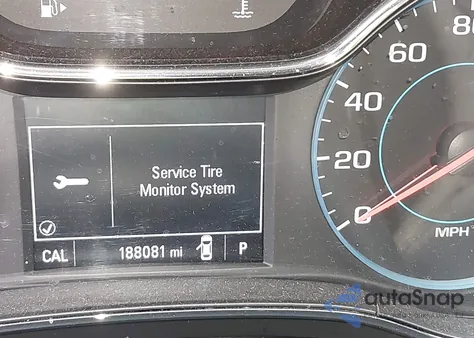 80
60
40
20
0
MPH
Service Tire
Monitor System
CAL 188081 mi P
autoSnap